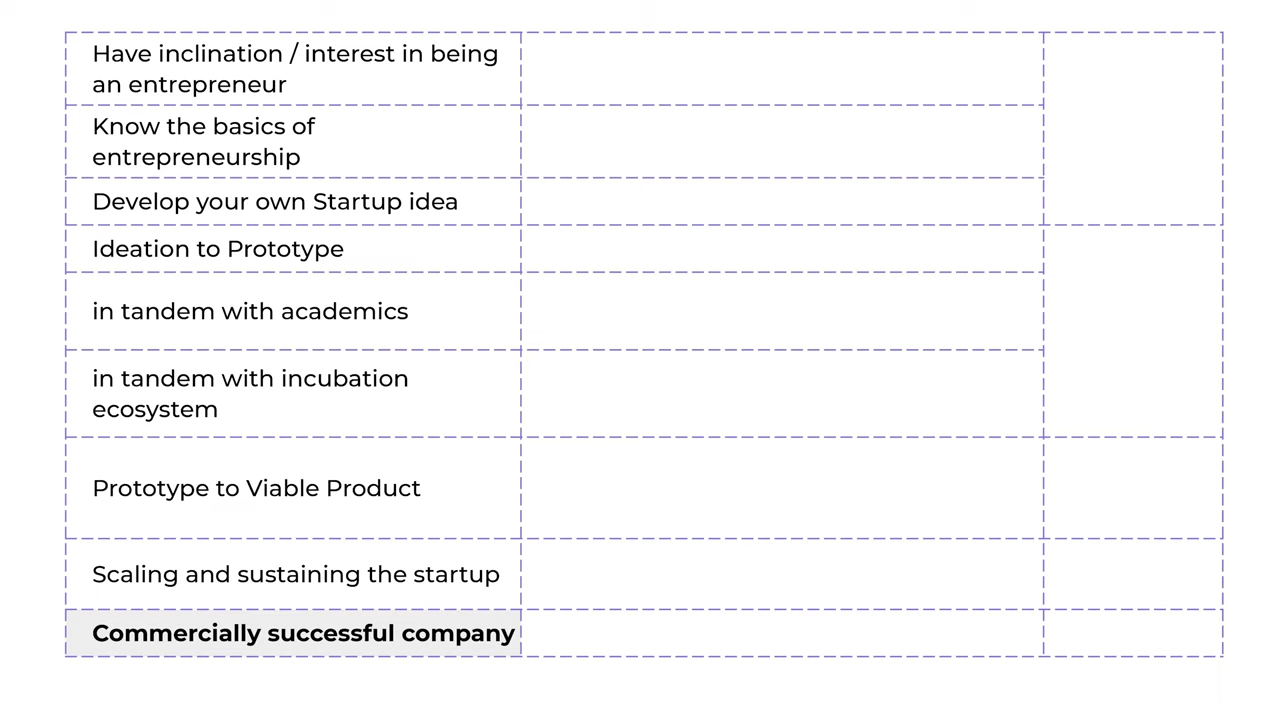 Have inclination / interest in being
an entrepreneur
Know the basics of
entrepreneurship
Develop your own Startup idea
Ideation to Prototype
in tandem with academics
in tandem with incubation
ecosystem
Prototype to Viable Product
Scaling and sustaining the startup
Commercially successful company